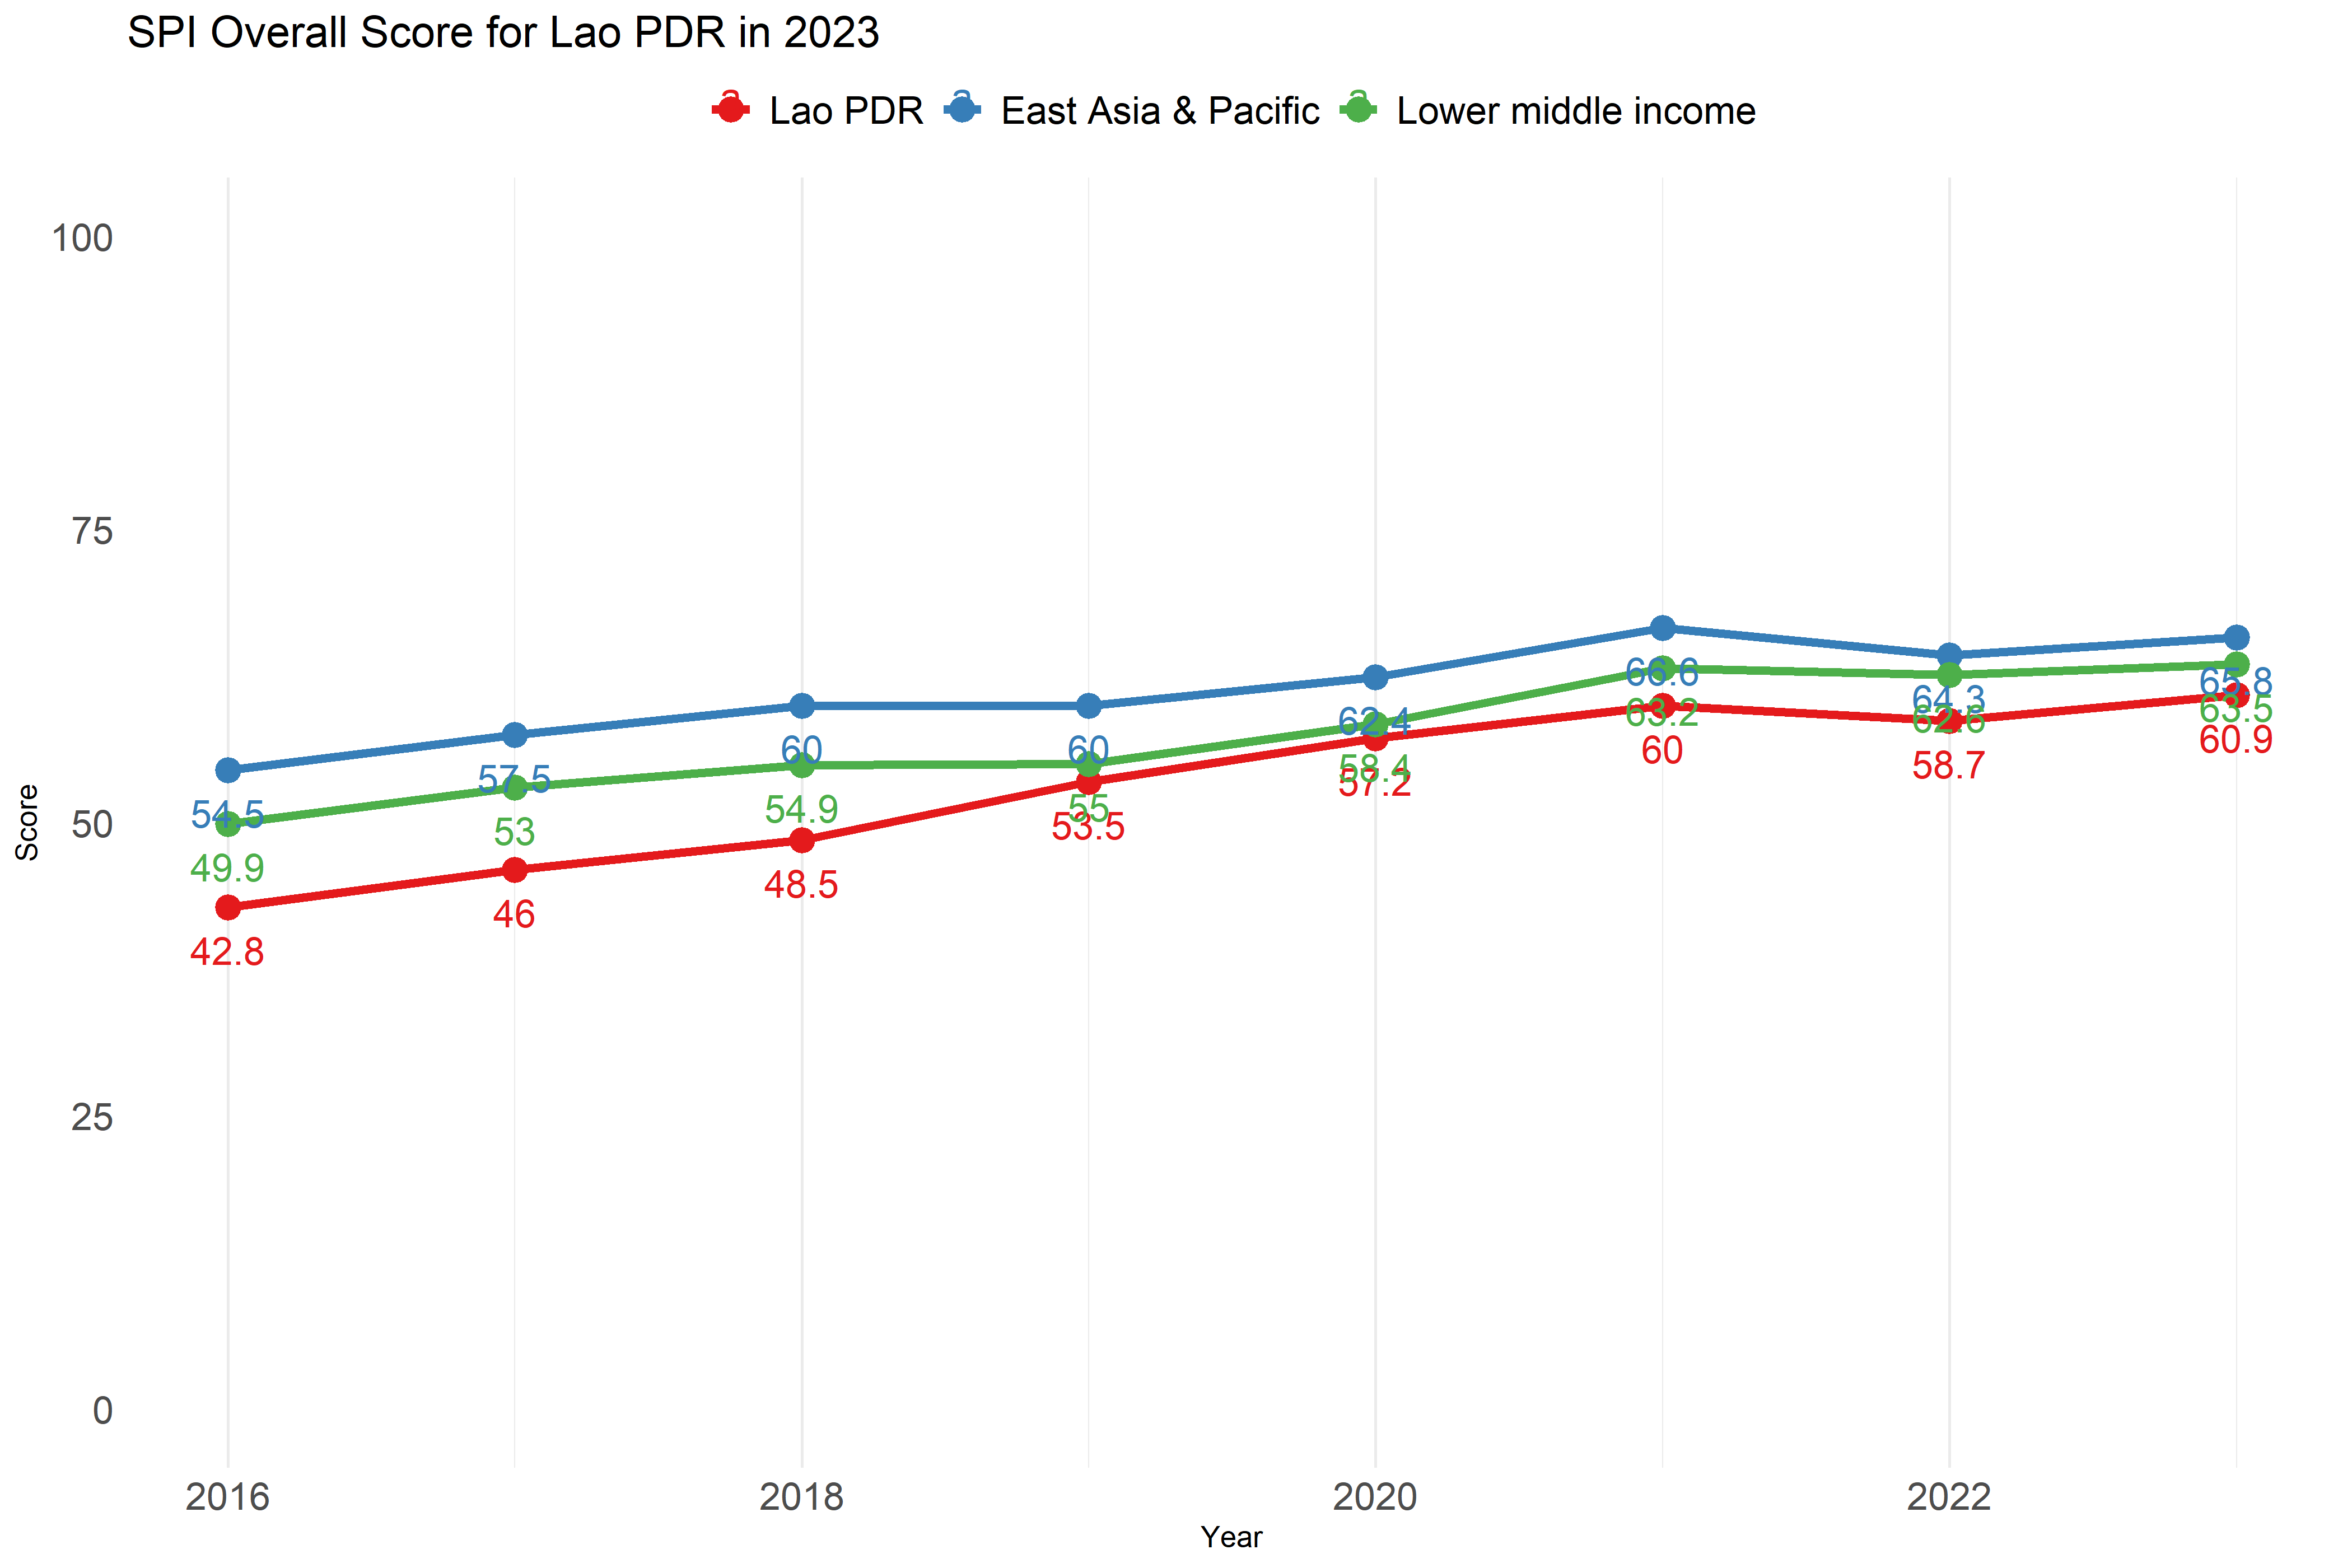 SPI Overall Score for Lao PDR in 2023
a Lao PDR a East Asia & Pacific a Lower middle income
100
75
50
25
0
Score
54.5 57.5 60 60 62.4 66.6 64.3 65.8
49.9 53 54.9 55 58.4 63.2 62.6 63.5
42.8 46 48.5 53.5 57.2 60 58.7 60.9
2016 2018 2020 2022
Year